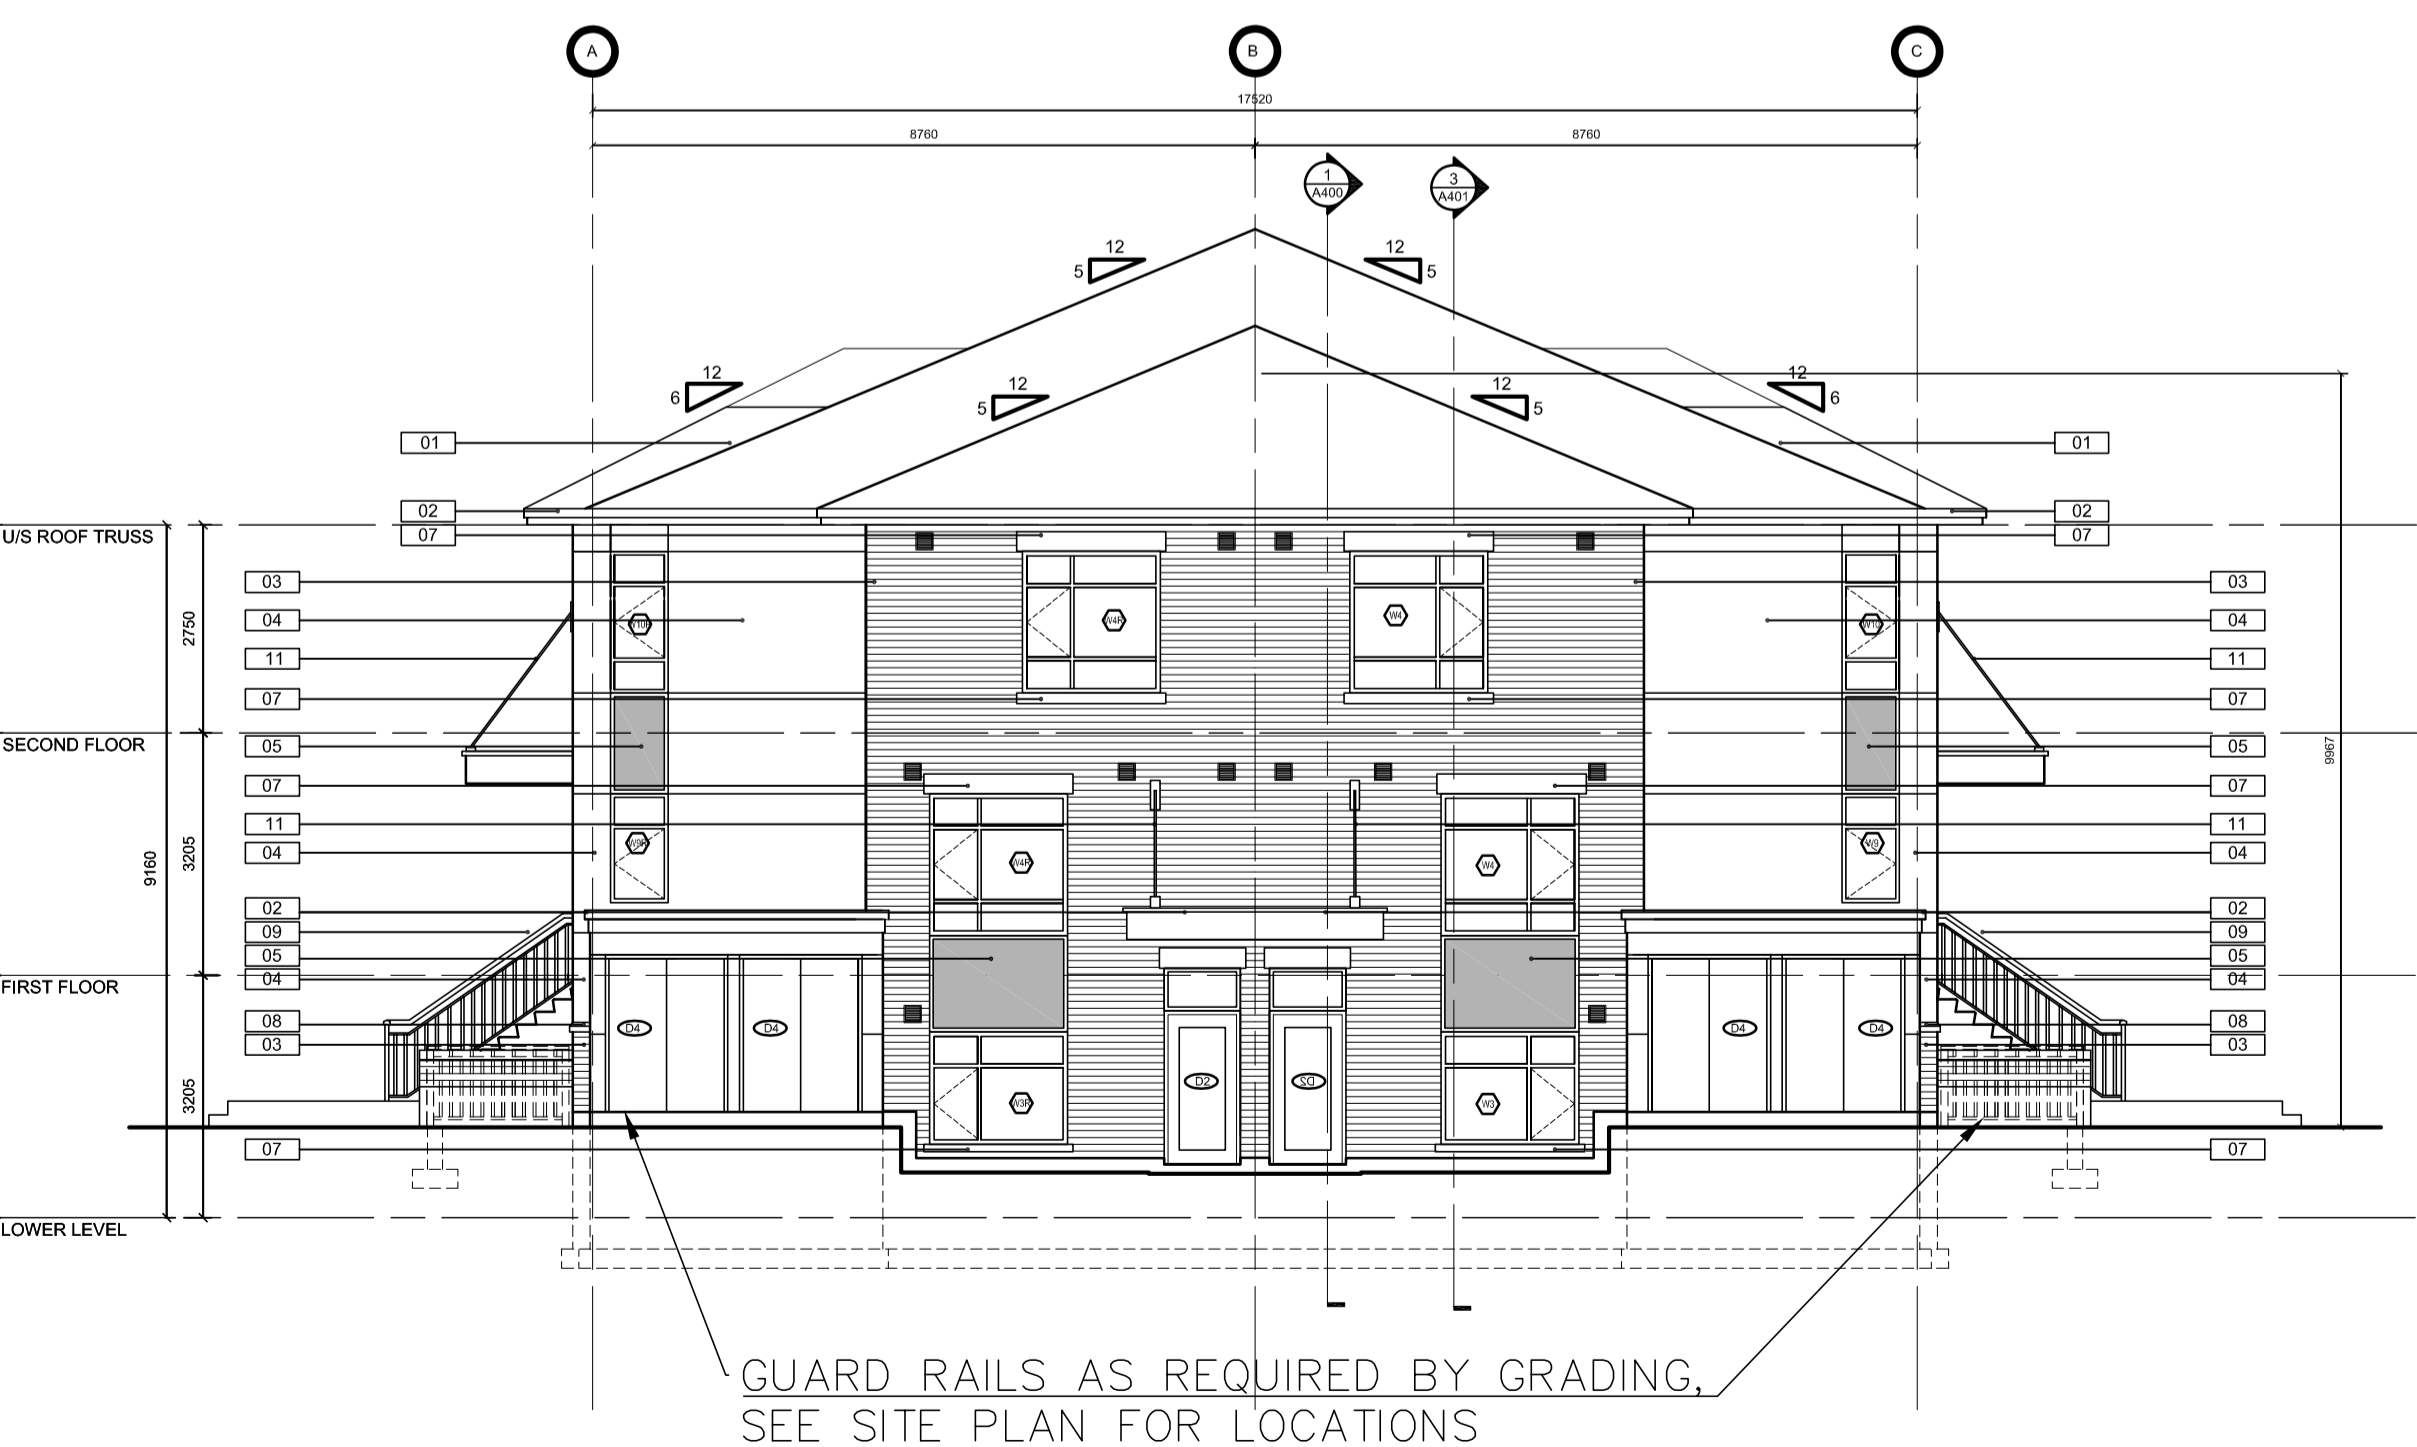 A
B
C
17520
8760
8760
1
A400
3
A401
12
5
12
5
12
6
12
5
12
5
12
6
01
01
02
02
U/S ROOF TRUSS
07
07
03
03
04
W10R
W4R
W4
W10
04
2750
11
11
07
07
SECOND FLOOR
05
05
9967
07
07
11
11
3205
04
W9R
W9
04
9160
W4R
W4
02
02
09
09
05
05
04
04
FIRST FLOOR
08
D4
D4
D4
D4
08
03
03
3205
D2
D2
W3R
W3
07
07
LOWER LEVEL
GUARD RAILS AS REQUIRED BY GRADING,
SEE SITE PLAN FOR LOCATIONS